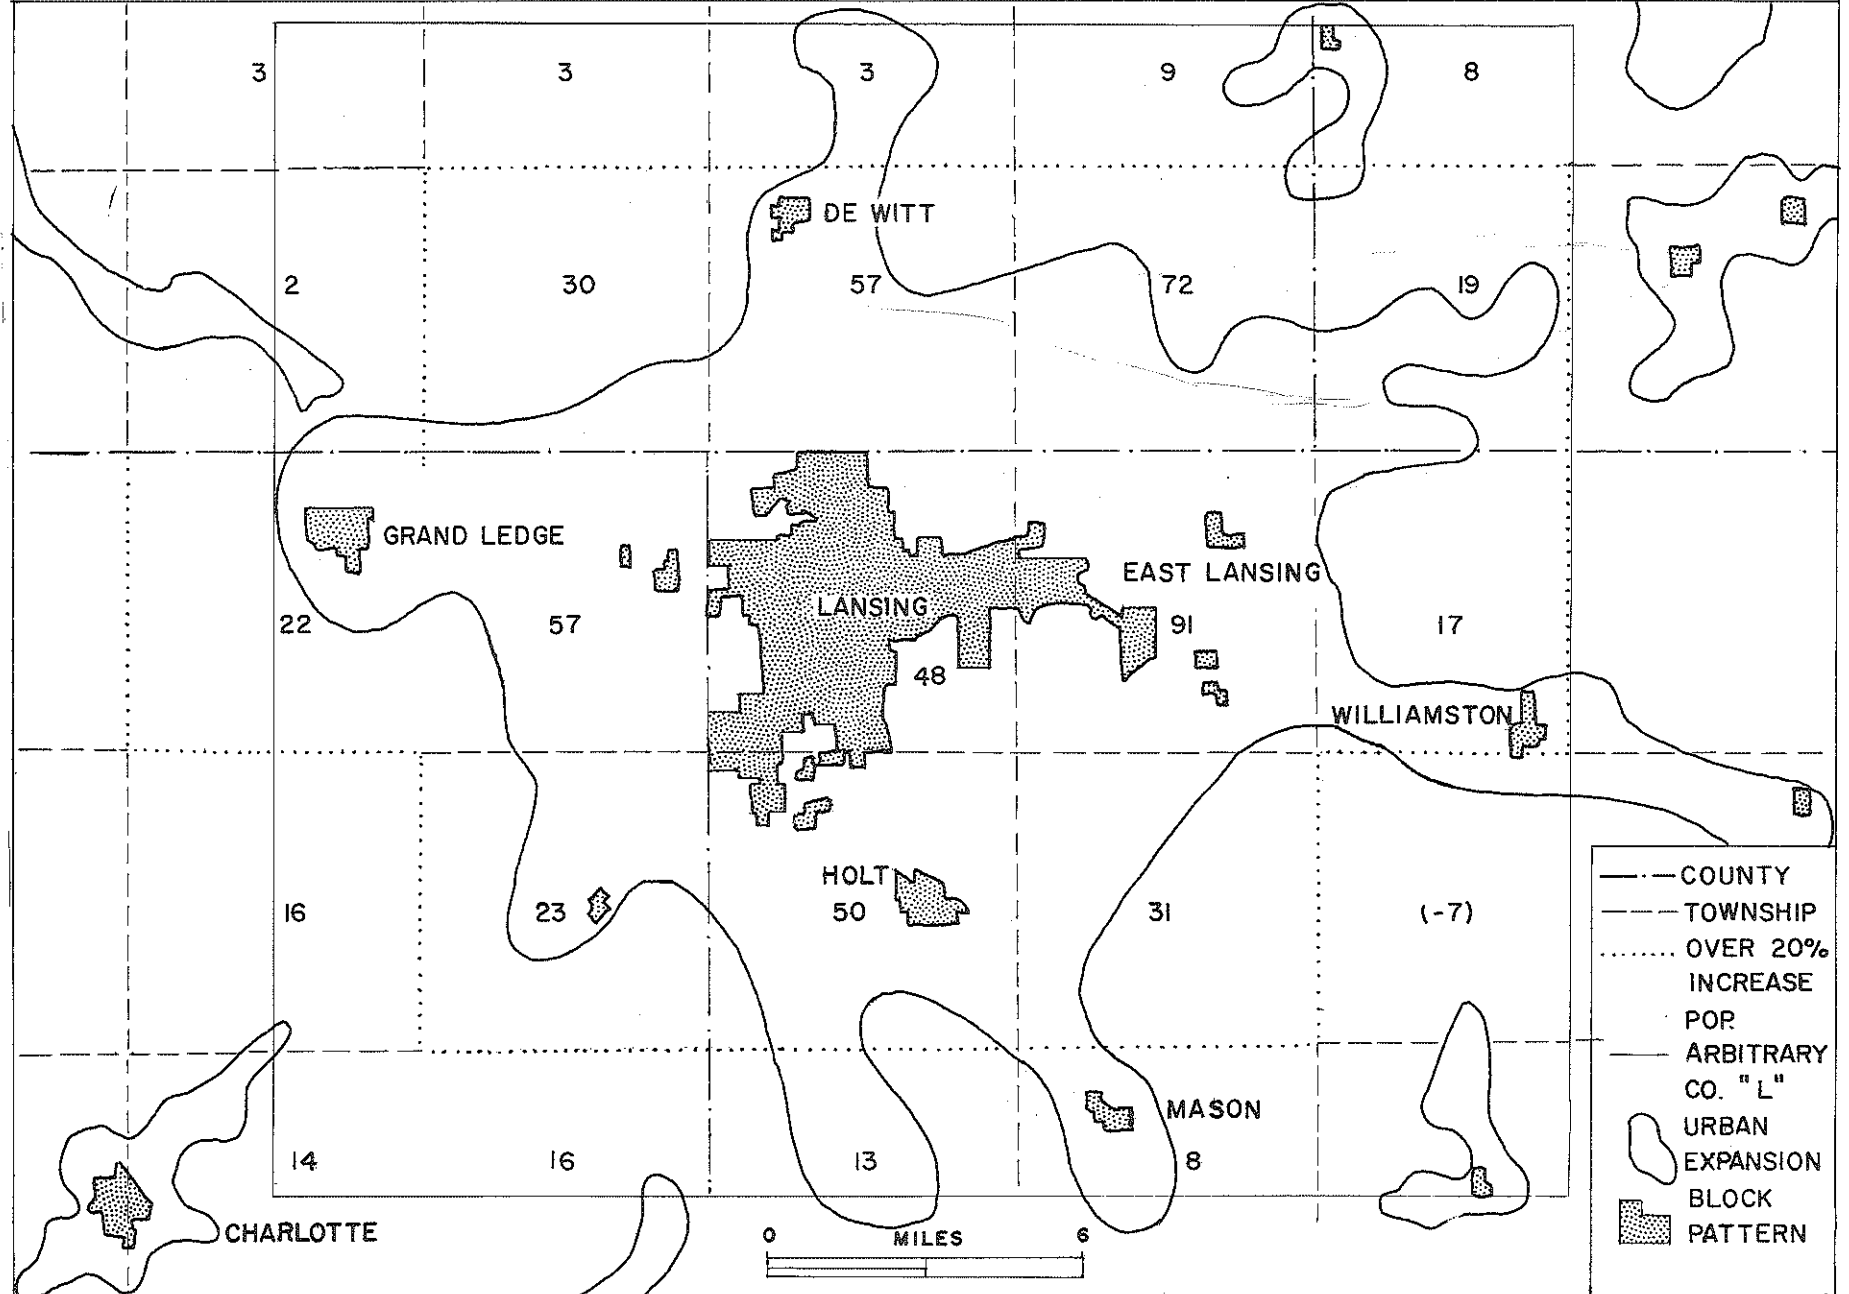 3 3 3 9 8
DE WITT
2 30 57 72 19
GRAND LEDGE
EAST LANSING
LANSING
22 57 91 17
48
WILLIAMSTON
HOLT
16 23 50 31 (-7)
MASON
14 16 13 8
CHARLOTTE
0 MILES 6
COUNTY
TOWNSHIP
OVER 20%
INCREASE
POP.
ARBITRARY
CO. "L"
URBAN
EXPANSION
BLOCK
PATTERN